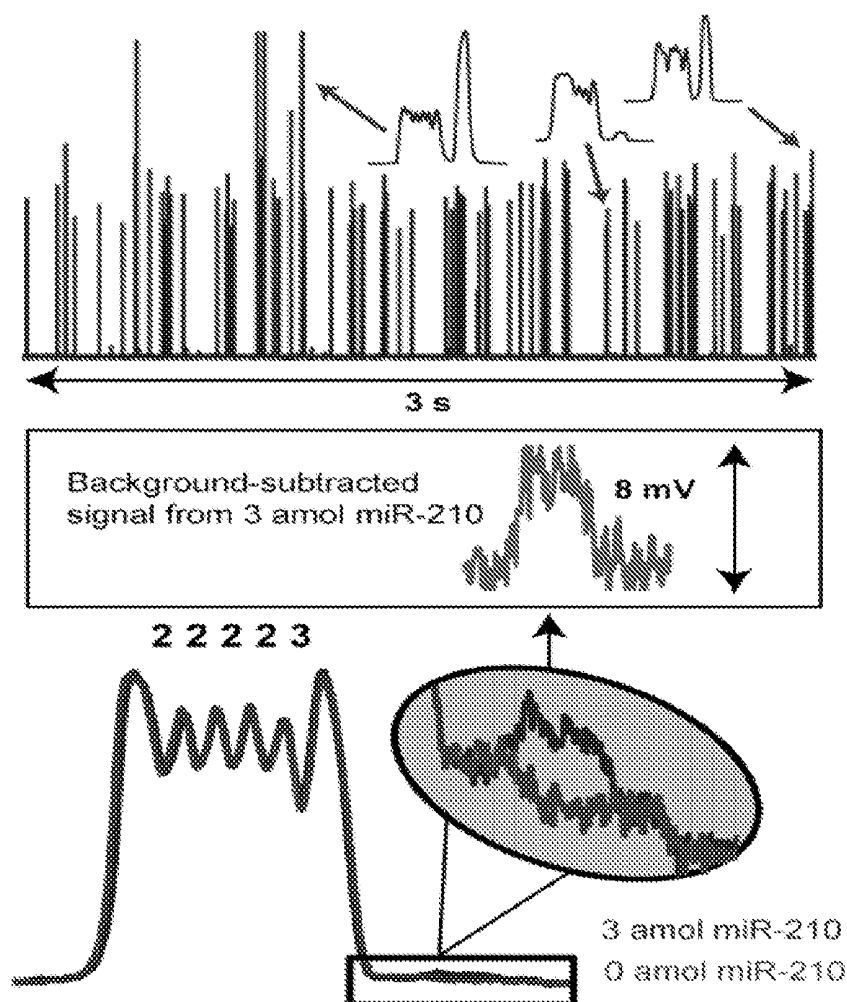 3 s
Background-subtracted
signal from 3 amol miR-210
8 mV
2 2 2 2 3
3 amol miR-210
0 amol miR-210